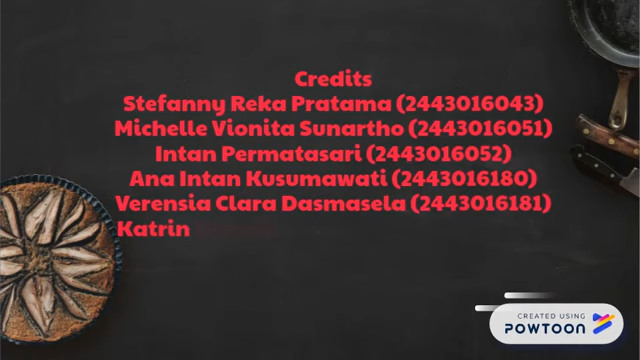 Credits
Stefanny Reka Pratama (2443016043)
Michelle Vionita Sunartho (2443016051)
Intan Permatasari (2443016052)
Ana Intan Kusumawati (2443016180)
Verensia Clara Dasmasela (2443016181)
Katrin
CREATED USING
POWTOON